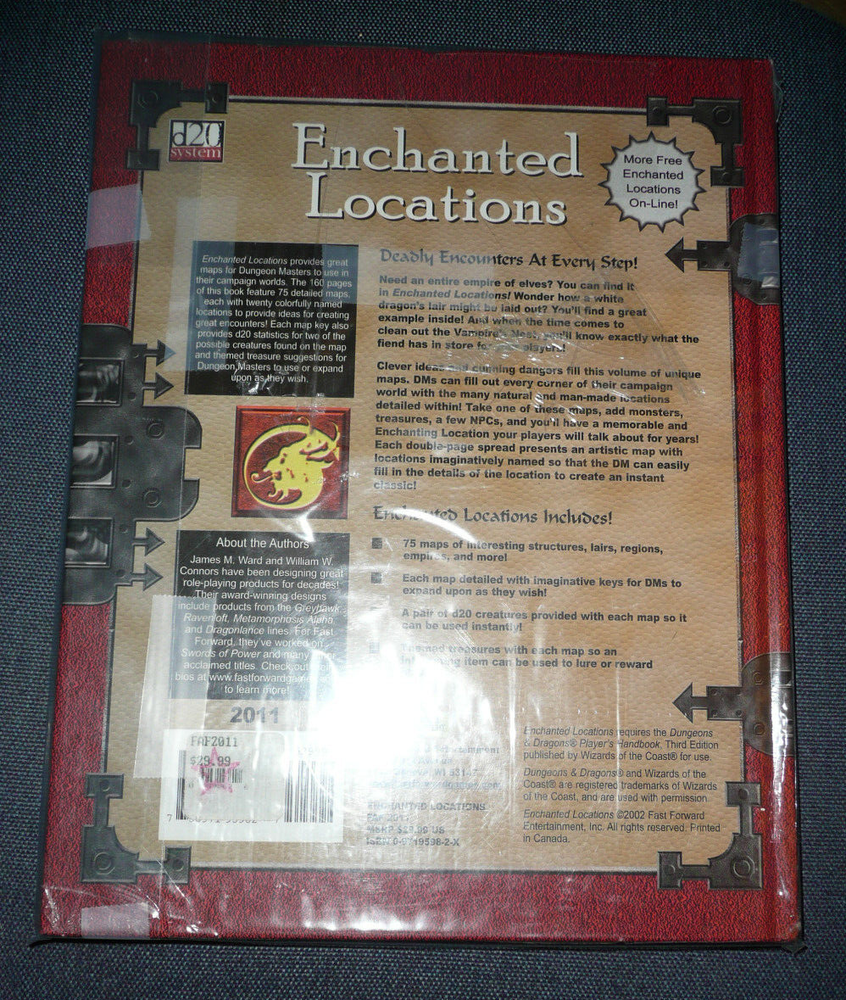 d20
system
Enchanted
Locations
More Free
Enchanted
Locations
On-Line!
Enchanted Locations provides great
maps for Dungeon Masters to use in
their campaign worlds. The 160 pages
of this book feature 75 detailed maps,
each with twenty colorfully named
locations to provide ideas for creating
great encounters! Each map key also
provides d20 statistics for two of the
possible creatures found on the map
and themed treasure suggestions for
Dungeon Masters to use or expand
upon as they wish.
Deadly Encounters At Every Step!
Need an entire empire of elves? You can find it
in Enchanted Locations! Wonder how a white
dragon's lair might be laid out? You'll find a great
example inside! And when the time comes to
clean out the Vampire's Nest, you'll know exactly what the
fiend has in store for players!
Clever ideas and cunning dangers fill this volume of unique
maps. DMs can fill out every corner of their campaign
world with the many natural and man-made locations
detailed within! Take one of these maps, add monsters,
treasures, a few NPCs, and you'll have a memorable and
Enchanting Location your players will talk about for years!
Each double-page spread presents an artistic map with
locations imaginatively named so that the DM can easily
fill in the details of the location to create an instant
classic!
Enchanted Locations Includes!
75 maps of interesting structures, lairs, regions,
empires, and more!
Each map detailed with imaginative keys for DMs to
expand upon as they wish!
A pair of d20 creatures provided with each map so it
can be used instantly!
Themed treasures with each map so an
item can be used to lure or reward
About the Authors
James M. Ward and William W.
Connors have been designing great
role-playing products for decades!
Their award-winning designs
include products from the Greyhawk,
Ravenloft, Metamorphosis Alpha,
and Dragonlance lines. For Fast
Forward, they've worked on
Swords of Power and many
acclaimed titles. Check out
bios at
to learn more!
2011
FAF2011
$29.99
WI
ENCHANTED LOCATIONS
FAF 2011
MSRP US
ISBN
Enchanted Locations requires the Dungeons
& Dragons® Player's Handbook, Third Edition
published by Wizards of the Coast® for use.
Dungeons & Dragons® and Wizards of the
Coast® are registered trademarks of Wizards
of the Coast, and are used with permission.
Enchanted Locations ©2002 Fast Forward
Entertainment, Inc. All rights reserved. Printed
in Canada.